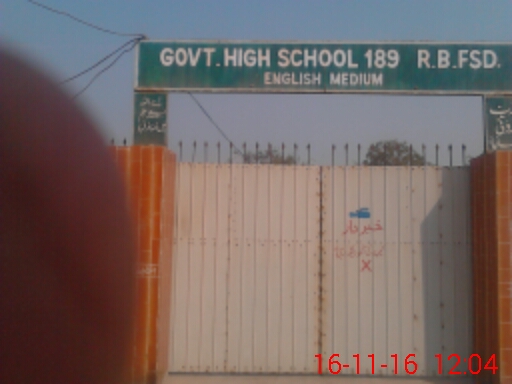 GOVT. HIGH SCHOOL 189 R.B.FSD.
ENGLISH MEDIUM
خبردار
X
16-11-16 12:04